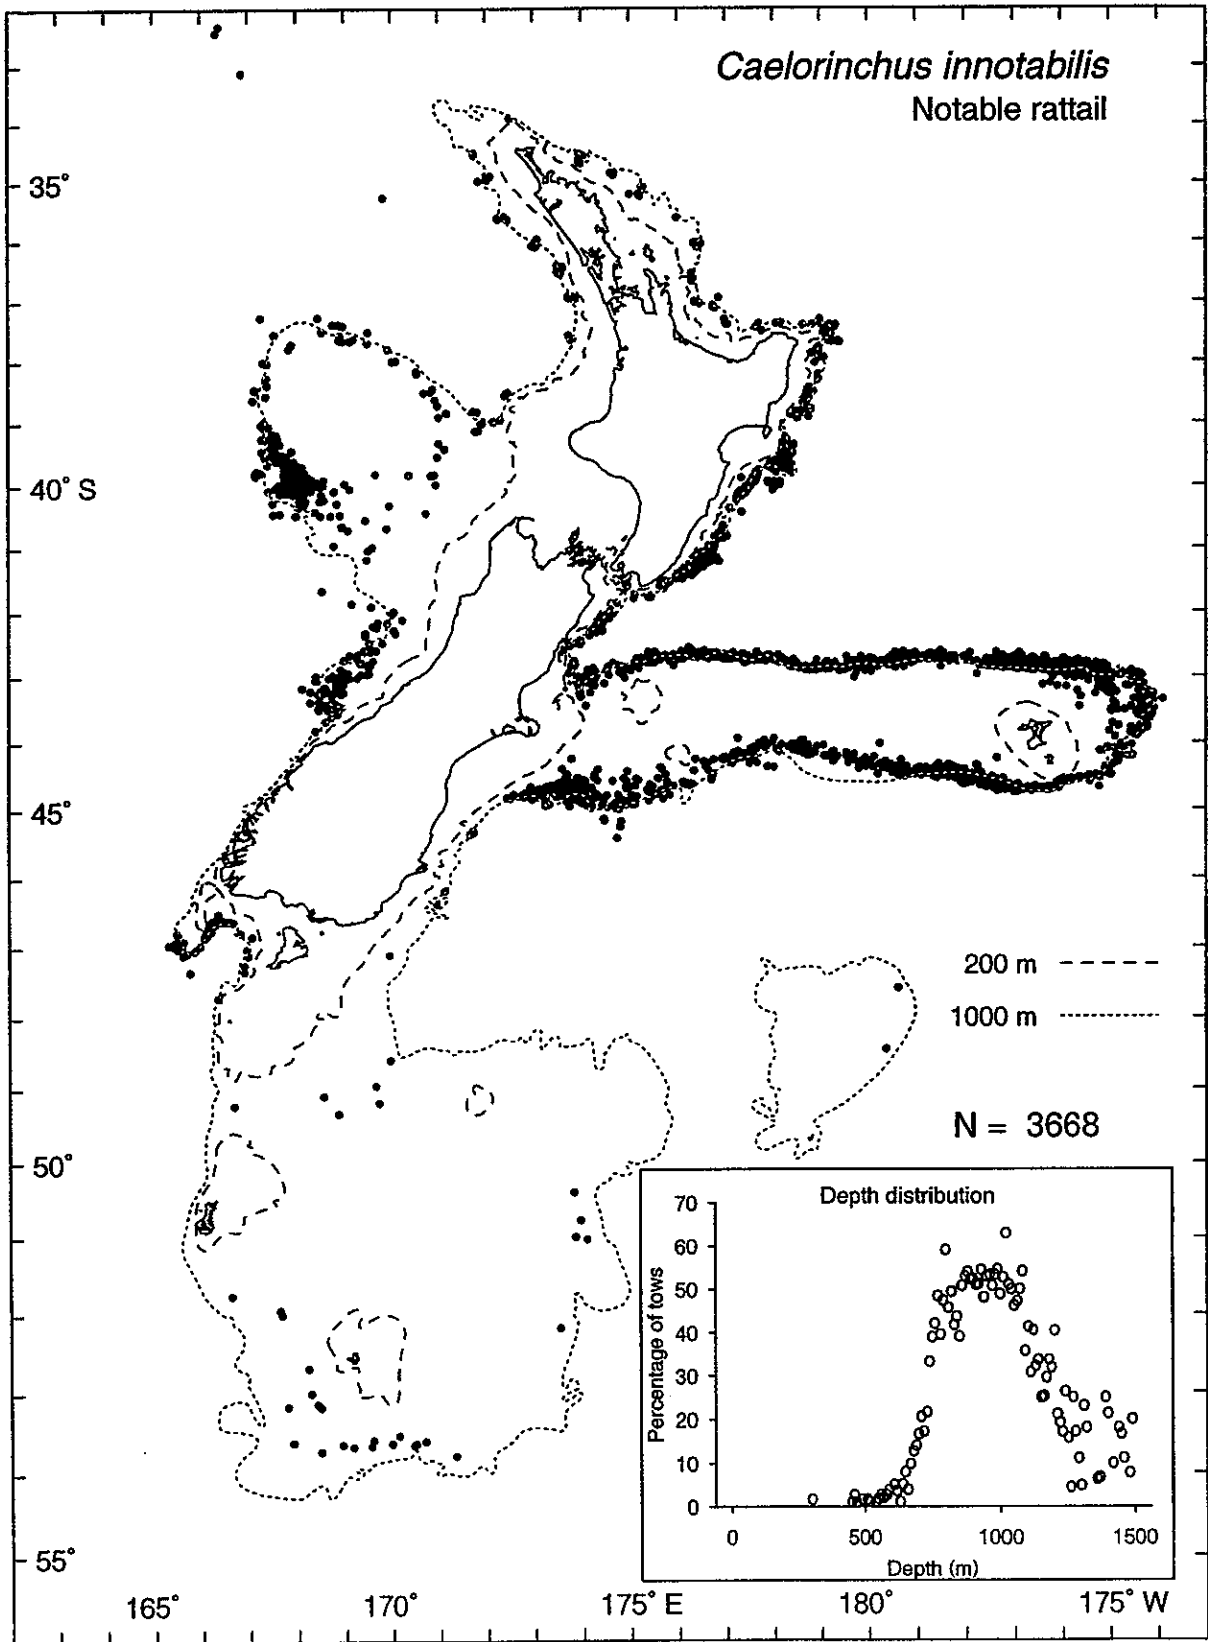 Caelorinchus innotabilis
Notable rattail
35°
40° S
45°
50°
55°
200 m
1000 m
N = 3668
Depth distribution
Percentage of tows
70
60
50
40
30
20
10
0
0 500 1000 1500
Depth (m)
165° 170° 175° E 180° 175° W